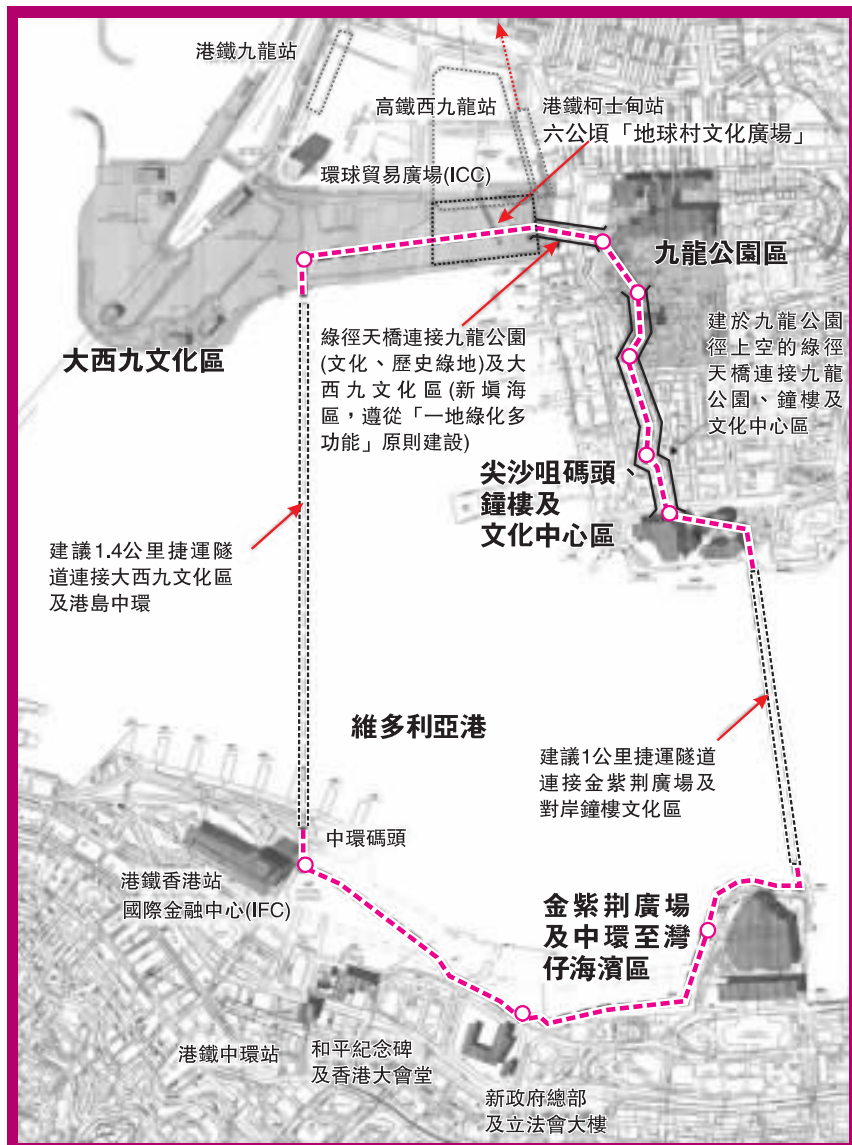 港鐵九龍站
高鐵西九龍站
港鐵柯士甸站
六公頃「地球村文化廣場」
環球貿易廣場(ICC)
九龍公園區
大西九文化區
綠徑天橋連接九龍公園
(文化、歷史綠地)及大
西九文化區(新填海
區，遵從「一地綠化多
功能」原則建設)
建於九龍公園
徑上空的綠徑
天橋連接九龍
公園、鐘樓及
文化中心區
尖沙咀碼頭、
鐘樓及
文化中心區
建議1.4公里捷運隧
道連接大西九文化區
及港島中環
維多利亞港
建議1公里捷運隧道
連接金紫荆廣場及
對岸鐘樓文化區
中環碼頭
港鐵香港站
國際金融中心(IFC)
金紫荆廣場
及中環至灣
仔海濱區
港鐵中環站
和平紀念碑
及香港大會堂
新政府總部
及立法會大樓